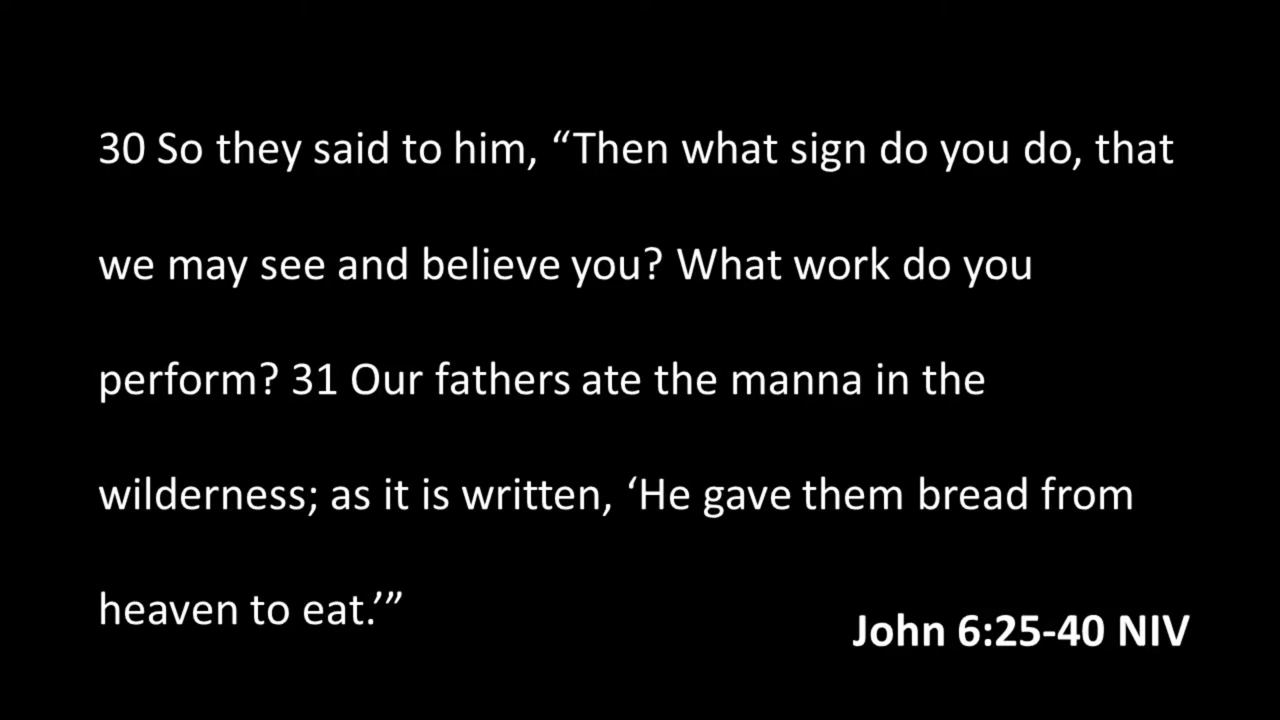 30 So they said to him, “Then what sign do you do, that
we may see and believe you? What work do you
perform? 31 Our fathers ate the manna in the
wilderness; as it is written, ‘He gave them bread from
heaven to eat.’”
John 6:25-40 NIV